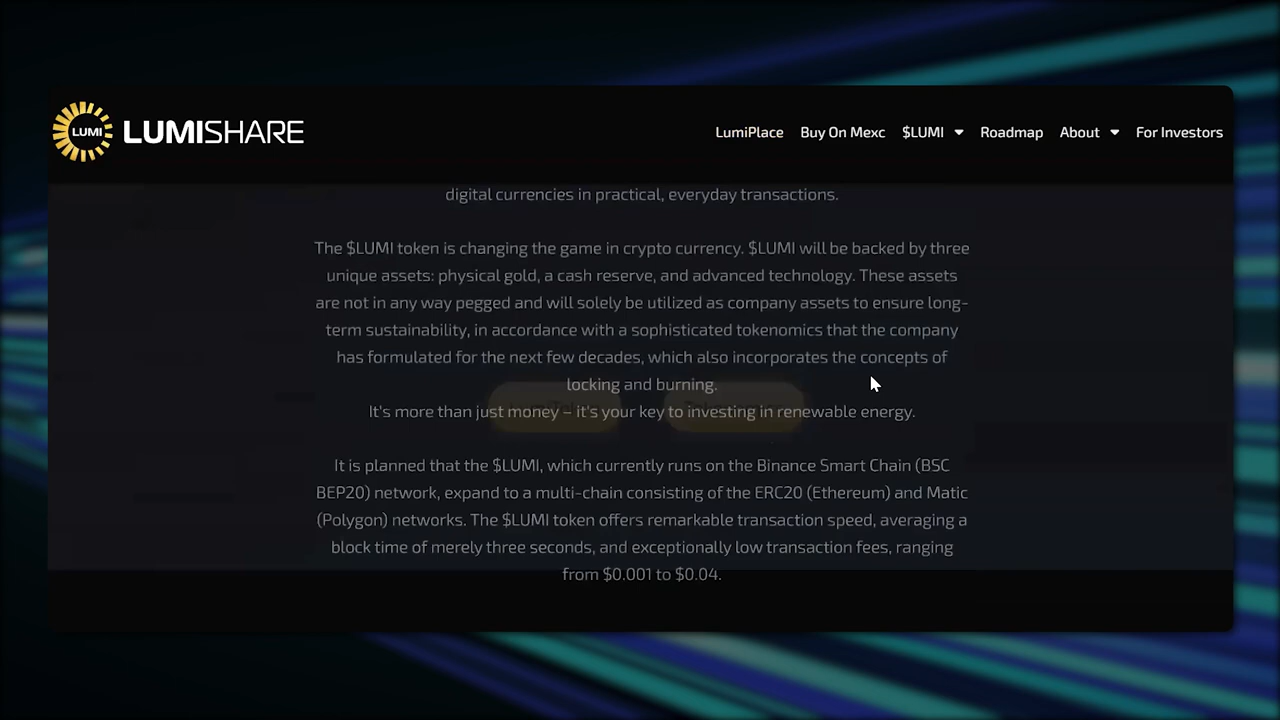 LUMI LUMISHARE
LumiPlace Buy On Mexc $LUMI Roadmap About For Investors
digital currencies in practical, everyday transactions.
The $LUMI token is changing the game in crypto currency. $LUMI will be backed by three
unique assets: physical gold, a cash reserve, and advanced technology. These assets
are not in any way pegged and will solely be utilized as company assets to ensure long-
term sustainability, in accordance with a sophisticated tokenomics that the company
has formulated for the next few decades, which also incorporates the concepts of
locking and burning.
It's more than just money – it's your key to investing in renewable energy.
It is planned that the $LUMI, which currently runs on the Binance Smart Chain (BSC
BEP20) network, expand to a multi-chain consisting of the ERC20 (Ethereum) and Matic
(Polygon) networks. The $LUMI token offers remarkable transaction speed, averaging a
block time of merely three seconds, and exceptionally low transaction fees, ranging
from $0.001 to $0.04.